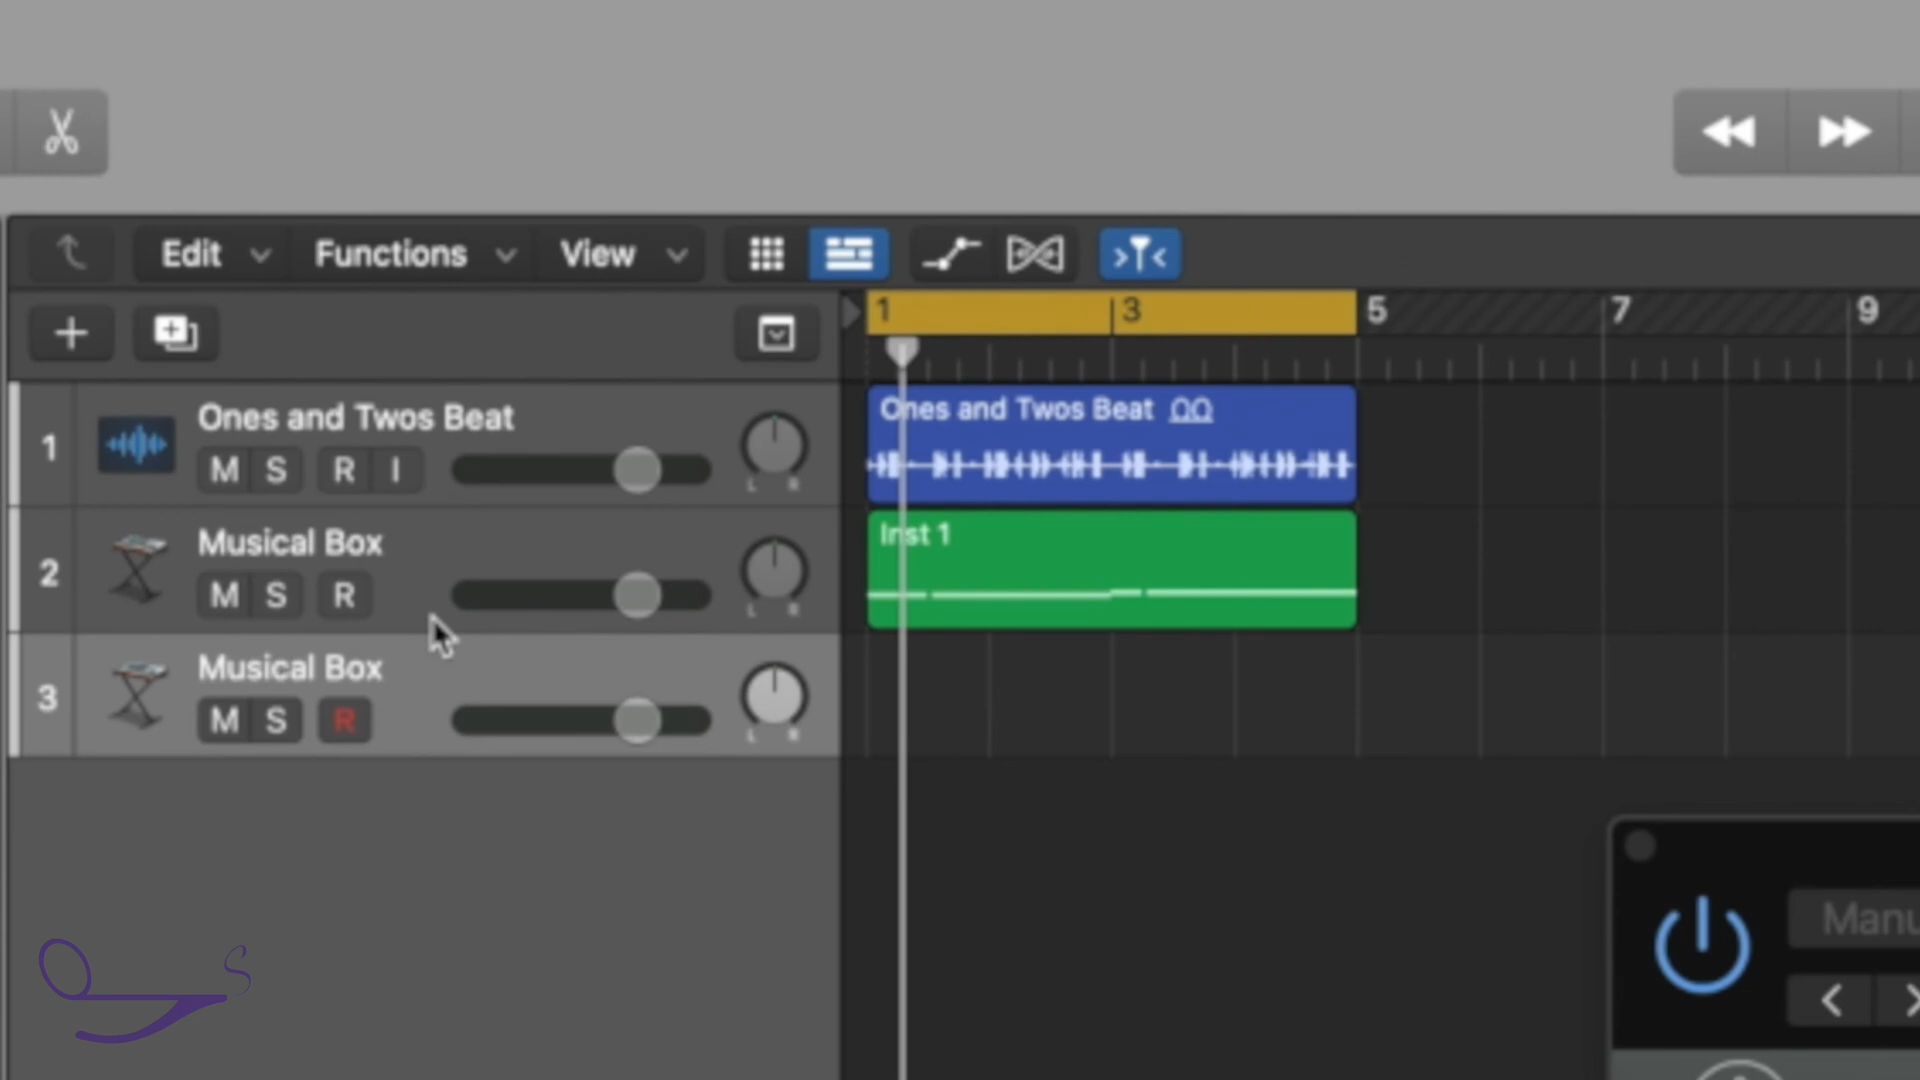 Edit Functions View
1 3 5 7 9
1 Ones and Twos Beat
M S R I
L R
Ones and Twos Beat
2 Musical Box
M S R
L R
Inst 1
3 Musical Box
M S R
L R
Manu
S